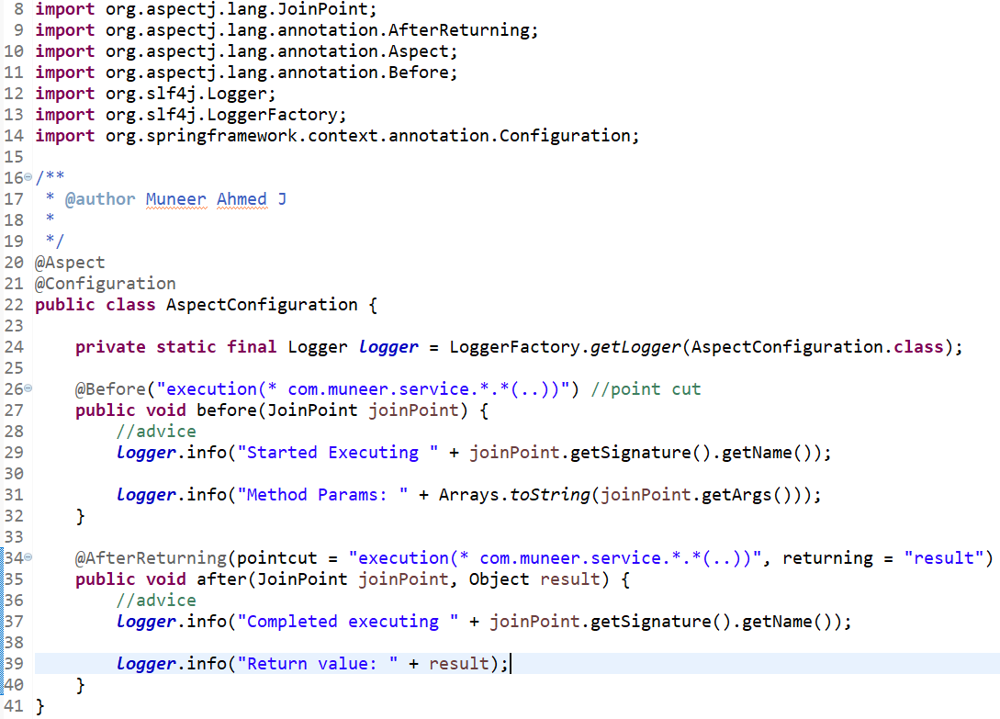 8 import org.aspectj.lang.JoinPoint;
9 import org.aspectj.lang.annotation.AfterReturning;
10 import org.aspectj.lang.annotation.Aspect;
11 import org.aspectj.lang.annotation.Before;
12 import org.slf4j.Logger;
13 import org.slf4j.LoggerFactory;
14 import org.springframework.context.annotation.Configuration;
15
16 /**
17  * @author Muneer Ahmed J
18  *
19  */
20 @Aspect
21 @Configuration
22 public class AspectConfiguration {
23
24     private static final Logger logger = LoggerFactory.getLogger(AspectConfiguration.class);
25
26     @Before("execution(* com.muneer.service.*.*(..))") //point cut
27     public void before(JoinPoint joinPoint) {
28         //advice
29         logger.info("Started Executing " + joinPoint.getSignature().getName());
30
31         logger.info("Method Params: " + Arrays.toString(joinPoint.getArgs()));
32     }
33
34     @AfterReturning(pointcut = "execution(* com.muneer.service.*.*(..))", returning = "result")
35     public void after(JoinPoint joinPoint, Object result) {
36         //advice
37         logger.info("Completed executing " + joinPoint.getSignature().getName());
38
39         logger.info("Return value: " + result);
40     }
41 }